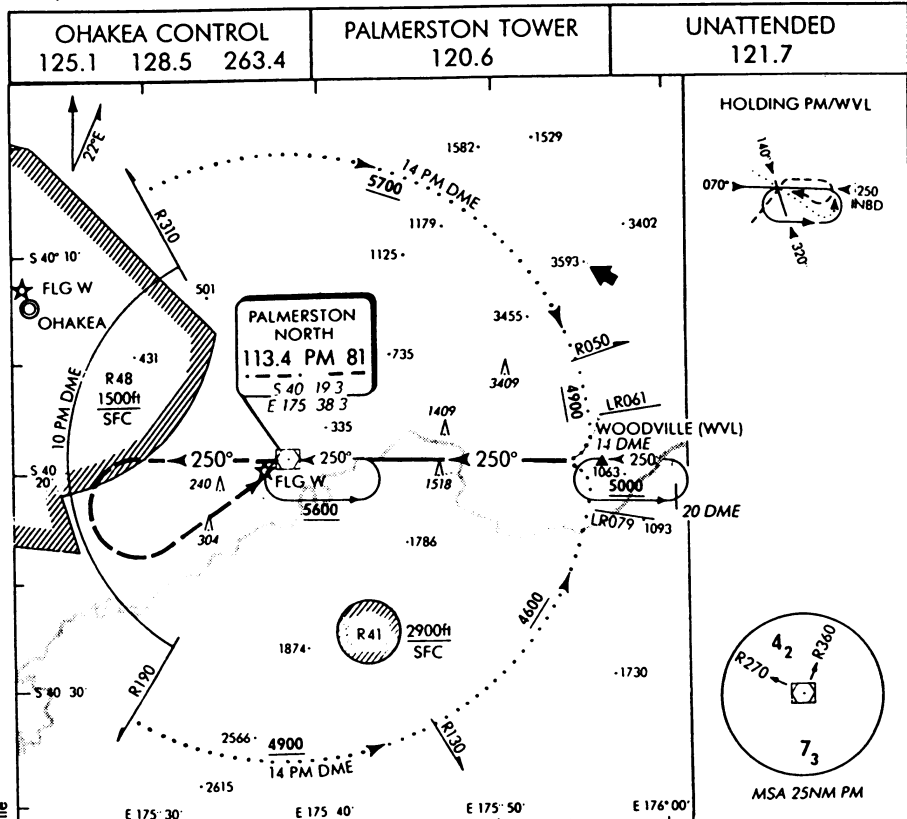 OHAKEA CONTROL
125.1 128.5 263.4
PALMERSTON TOWER
120.6
UNATTENDED
121.7
22°E
R310
14 PM DME
5700
1582
1529
1179
1125
3402
3593
HOLDING PM/WVL
140°
070°
250
INBD
320°
S 40° 10'
FLG W
OHAKEA
501
431
R48
1500ft
SFC
10 PM DME
PALMERSTON
NORTH
113.4 PM 81
S 40 19 3
E 175 38 3
735
335
3455
3409
R050
4900
LR061
WOODVILLE (WVL)
14 DME
1409
250°
250°
250°
250
S 40
20'
240
FLG W
5600
1518
1063
5000
20 DME
LR079
1093
304
1786
R41
2900ft
SFC
1874
4600
1730
S 40 30'
R190
2566
4900
14 PM DME
R130
2615
4₂
R360
R270
7₃
MSA 25NM PM
E 175° 30'
E 175° 40'
E 175° 50'
E 176° 00'